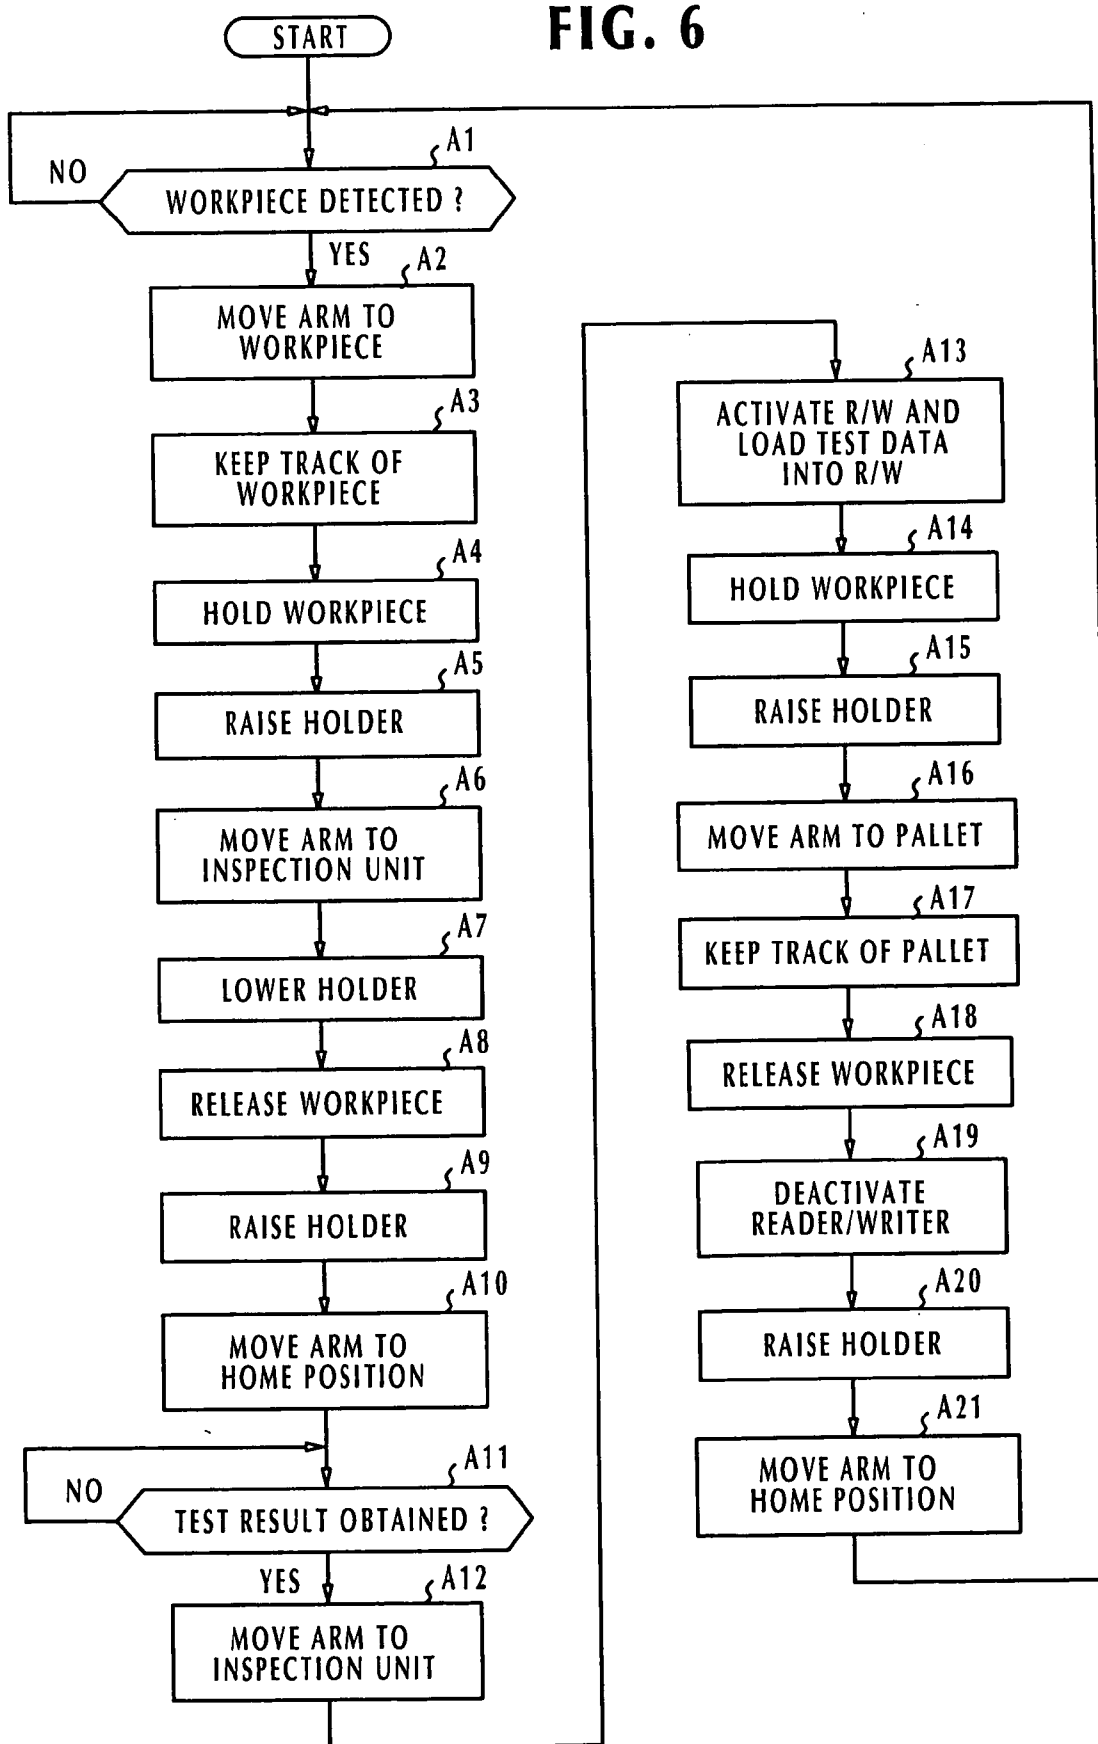 FIG. 6
START
A1
NO
WORKPIECE DETECTED ?
YES
A2
MOVE ARM TO
WORKPIECE
A3
KEEP TRACK OF
WORKPIECE
A4
HOLD WORKPIECE
A5
RAISE HOLDER
A6
MOVE ARM TO
INSPECTION UNIT
A7
LOWER HOLDER
A8
RELEASE WORKPIECE
A9
RAISE HOLDER
A10
MOVE ARM TO
HOME POSITION
A11
NO
TEST RESULT OBTAINED ?
YES
A12
MOVE ARM TO
INSPECTION UNIT
A13
ACTIVATE R/W AND
LOAD TEST DATA
INTO R/W
A14
HOLD WORKPIECE
A15
RAISE HOLDER
A16
MOVE ARM TO PALLET
A17
KEEP TRACK OF PALLET
A18
RELEASE WORKPIECE
A19
DEACTIVATE
READER/WRITER
A20
RAISE HOLDER
A21
MOVE ARM TO
HOME POSITION